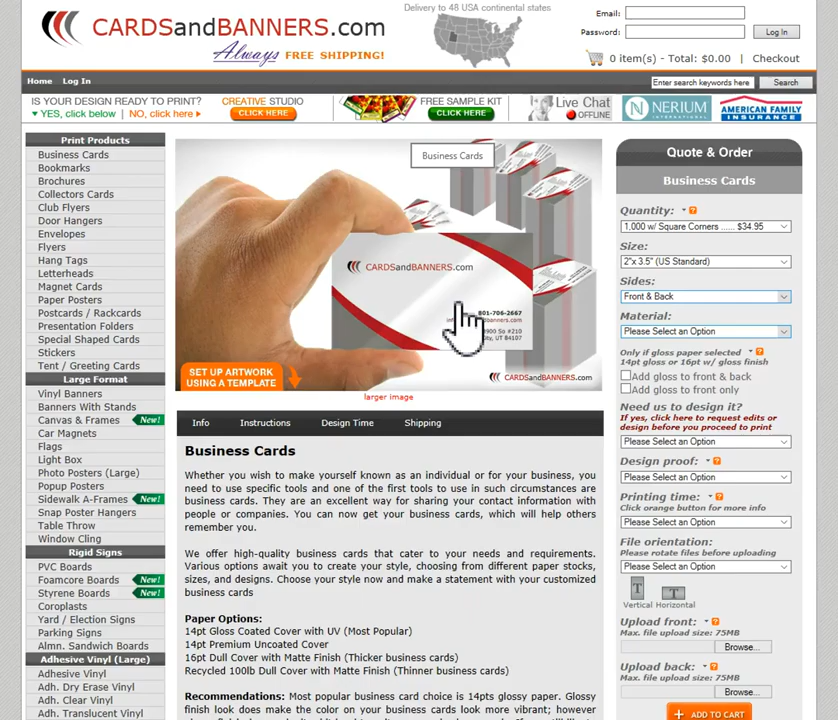 CARDSandBANNERS.com
Always FREE SHIPPING!
Delivery to 48 USA continental states
Email:
Password:
Log In
0 item(s) - Total: $0.00 | Checkout
Home Log In
Enter search keywords here Search
IS YOUR DESIGN READY TO PRINT?
YES, click below | NO, click here
CREATIVE STUDIO
CLICK HERE
FREE SAMPLE KIT
CLICK HERE
Live Chat
OFFLINE
NERIUM
INTERNATIONAL
AMERICAN FAMILY
INSURANCE
Print Products
Business Cards
Bookmarks
Brochures
Collectors Cards
Club Flyers
Door Hangers
Envelopes
Flyers
Hang Tags
Letterheads
Magnet Cards
Paper Posters
Postcards / Rackcards
Presentation Folders
Special Shaped Cards
Stickers
Tent / Greeting Cards
Large Format
Vinyl Banners
Banners With Stands
Canvas & Frames New!
Car Magnets
Flags
Light Box
Photo Posters (Large)
Popup Posters
Sidewalk A-Frames New!
Snap Poster Hangers
Table Throw
Window Cling
Rigid Signs
PVC Boards
Foamcore Boards New!
Styrene Boards New!
Coroplasts
Yard / Election Signs
Parking Signs
Almn. Sandwich Boards
Adhesive Vinyl (Large)
Adhesive Vinyl
Adh. Dry Erase Vinyl
Adh. Clear Vinyl
Adh. Translucent Vinyl
Business Cards
CARDSandBANNERS.com
801-706-2667
SET UP ARTWORK
USING A TEMPLATE
CARDSandBANNERS.com
larger image
Info Instructions Design Time Shipping
Business Cards
Whether you wish to make yourself known as an individual or for your business, you
need to use specific tools and one of the first tools to use in such circumstances are
business cards. They are an excellent way for sharing your contact information with
people or companies. You can now get your business cards, which will help others
remember you.
We offer high-quality business cards that cater to your needs and requirements.
Various options await you to create your style, choosing from different paper stocks,
sizes, and designs. Choose your style now and make a statement with your customized
business cards
Paper Options:
14pt Gloss Coated Cover with UV (Most Popular)
14pt Premium Uncoated Cover
16pt Dull Cover with Matte Finish (Thicker business cards)
Recycled 100lb Dull Cover with Matte Finish (Thinner business cards)
Recommendations: Most popular business card choice is 14pts glossy paper. Glossy
finish look does make the color on your business cards look more vibrant; however
Quote & Order
Business Cards
Quantity: ?
1,000 w/ Square Corners ...... $34.95
Size:
2"x 3.5" (US Standard)
Sides:
Front & Back
Material:
Please Select an Option
Only if gloss paper selected ?
14pt gloss or 16pt w/ gloss finish
Add gloss to front & back
Add gloss to front only
Need us to design it?
If yes, click here to request edits or
design before you proceed to print
Please Select an Option
Design proof: ?
Please Select an Option
Printing time: ?
Click orange button for more info
Please Select an Option
File orientation:
Please rotate files before uploading
Please Select an Option
T T
Vertical Horizontal
Upload front: ?
Max. file upload size: 75MB
Browse...
Upload back: ?
Max. file upload size: 75MB
Browse...
+ ADD TO CART